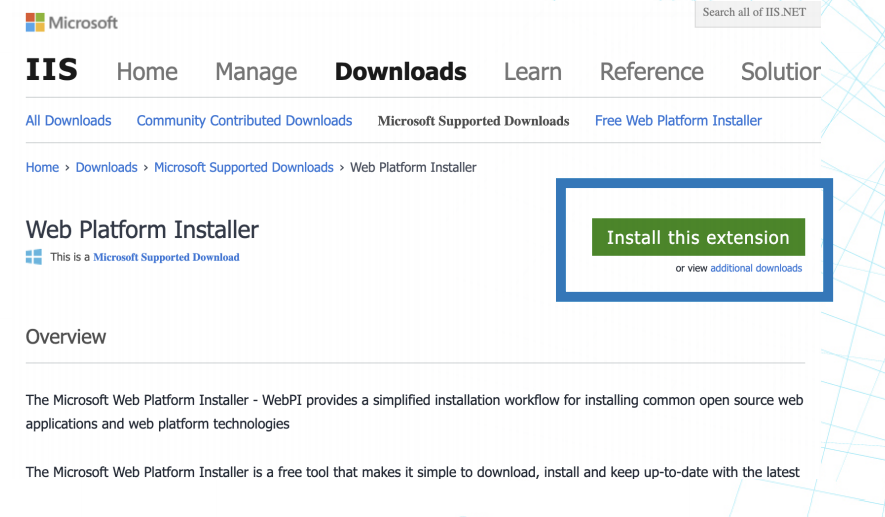 Microsoft
Search all of IIS.NET
IIS Home Manage Downloads Learn Reference Solution
All Downloads Community Contributed Downloads Microsoft Supported Downloads Free Web Platform Installer
Home › Downloads › Microsoft Supported Downloads › Web Platform Installer
Web Platform Installer
This is a Microsoft Supported Download
Install this extension
or view additional downloads
Overview
The Microsoft Web Platform Installer - WebPI provides a simplified installation workflow for installing common open source web
applications and web platform technologies
The Microsoft Web Platform Installer is a free tool that makes it simple to download, install and keep up-to-date with the latest